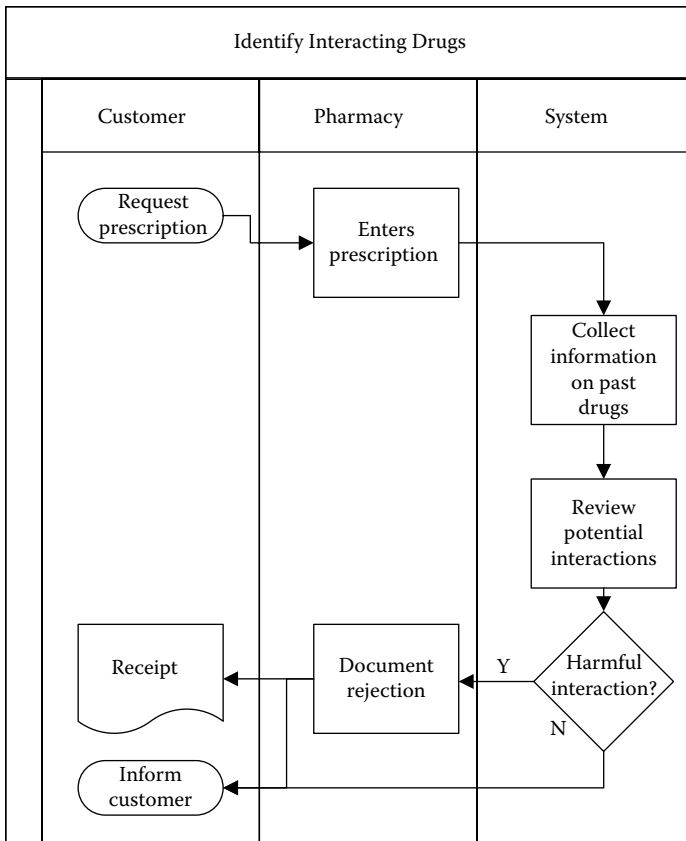 Identify Interacting Drugs
Customer
Pharmacy
System
Request
prescription
Enters
prescription
Collect
information
on past
drugs
Review
potential
interactions
Harmful
interaction?
Y
N
Document
rejection
Receipt
Inform
customer